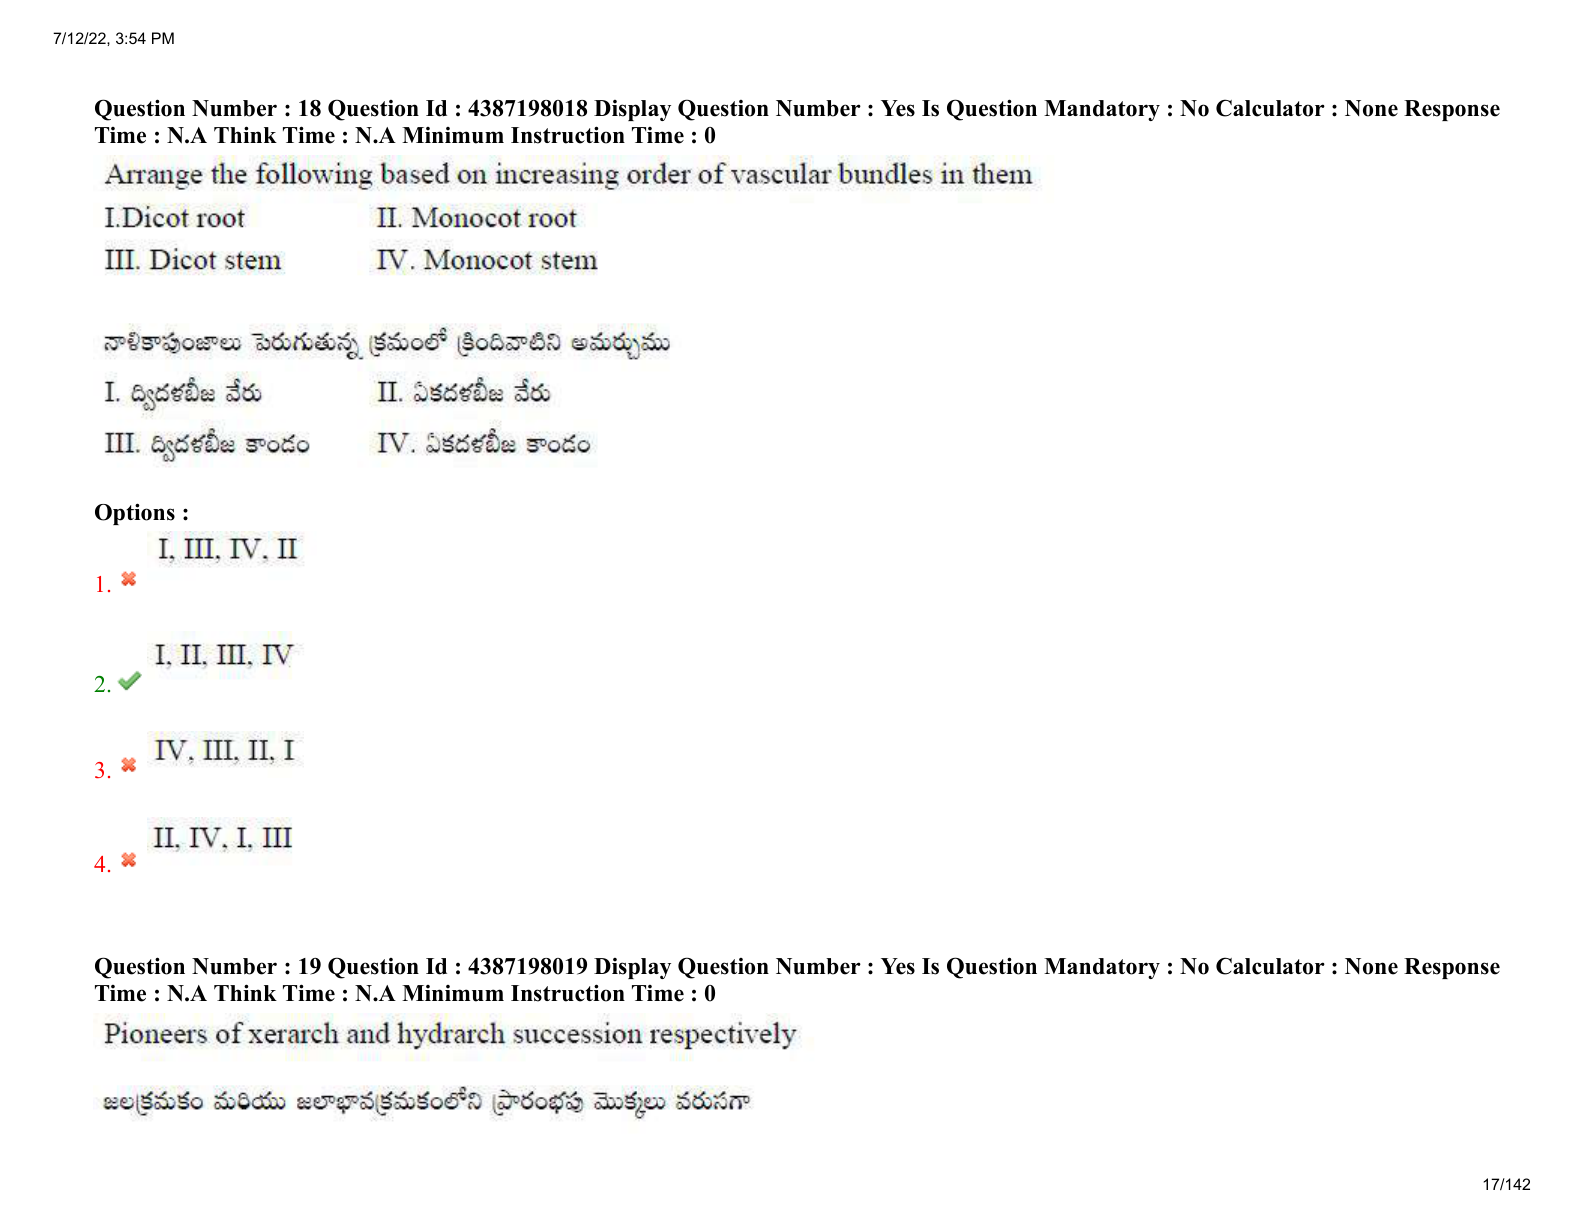 7/12/22, 3:54 PM
Question Number : 18 Question Id : 4387198018 Display Question Number : Yes Is Question Mandatory : No Calculator : None Response
Time : N.A Think Time : N.A Minimum Instruction Time : 0
Arrange the following based on increasing order of vascular bundles in them
I.Dicot root II. Monocot root
III. Dicot stem IV. Monocot stem
నాళికాపుంజాలు పెరుగుతున్న క్రమంలో క్రిందివాటిని అమర్చుము
I. ద్విదళబీజ వేరు II. ఏకదళబీజ వేరు
III. ద్విదళబీజ కాండం IV. ఏకదళబీజ కాండం
Options :
I, III, IV, II
1.
I, II, III, IV
2.
IV, III, II, I
3.
II, IV, I, III
4.
Question Number : 19 Question Id : 4387198019 Display Question Number : Yes Is Question Mandatory : No Calculator : None Response
Time : N.A Think Time : N.A Minimum Instruction Time : 0
Pioneers of xerarch and hydrarch succession respectively
జలక్రమకం మరియు జలాభావక్రమకంలోని ప్రారంభపు మొక్కలు వరుసగా
17/142